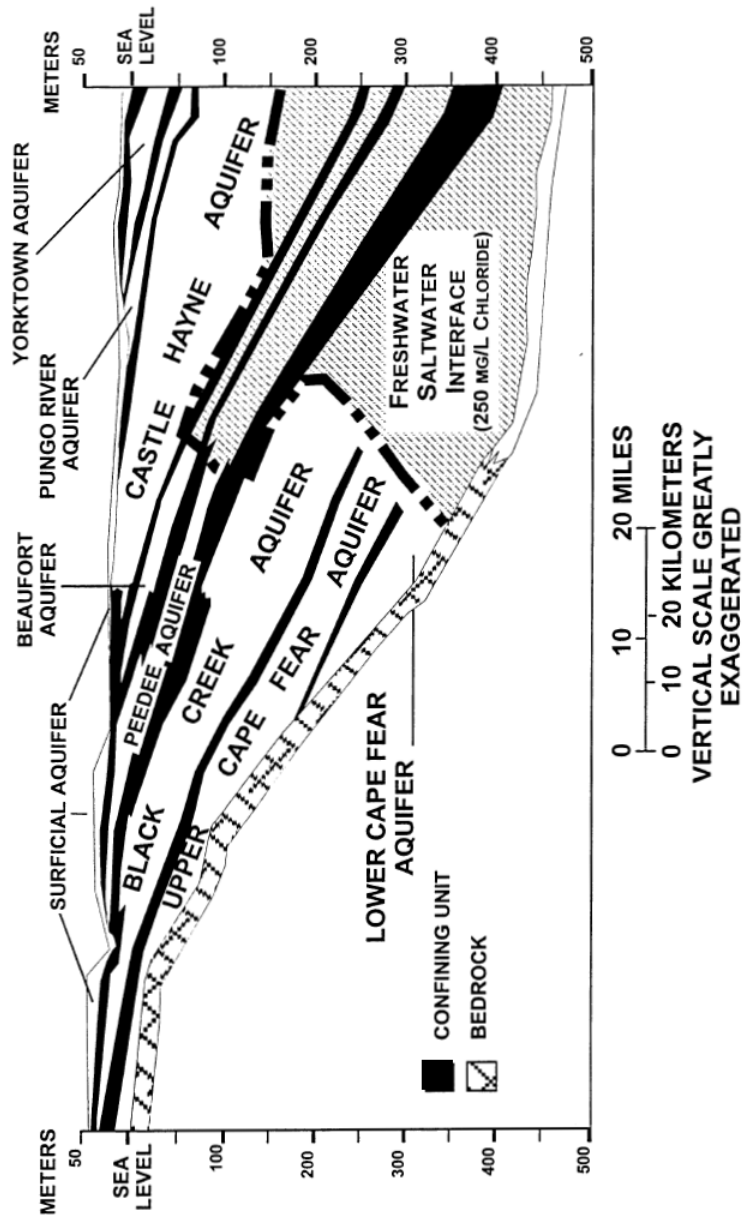 METERS
50
SEA
LEVEL
100
200
300
400
500
METERS
50
SEA
LEVEL
100
200
300
400
500
SURFICIAL AQUIFER
BEAUFORT
AQUIFER
PUNGO RIVER
AQUIFER
YORKTOWN AQUIFER
CASTLE HAYNE AQUIFER
PEEDEE AQUIFER
BLACK CREEK AQUIFER
UPPER CAPE FEAR AQUIFER
LOWER CAPE FEAR
AQUIFER
FRESHWATER
SALTWATER
INTERFACE
(250 MG/L CHLORIDE)
CONFINING UNIT
BEDROCK
0 10 20 MILES
0 10 20 KILOMETERS
VERTICAL SCALE GREATLY
EXAGGERATED